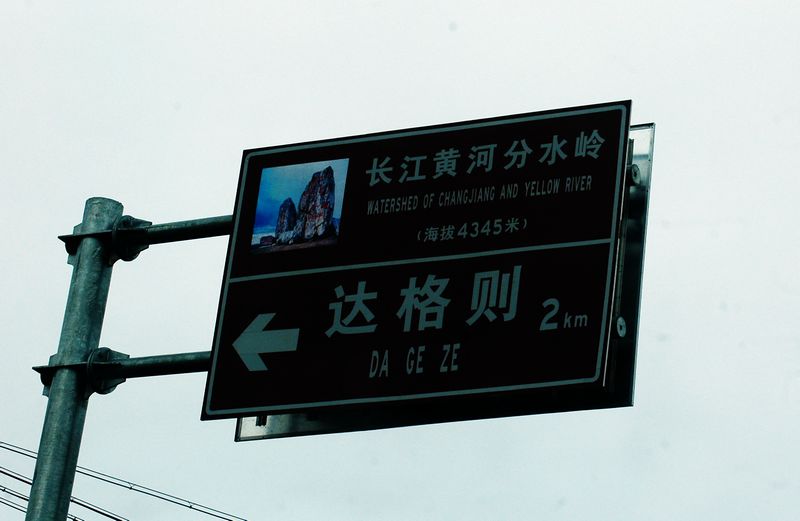 长江黄河分水岭
WATERSHED OF CHANGJIANG AND YELLOW RIVER
(海拔4345米)
达格则 2km
DA GE ZE